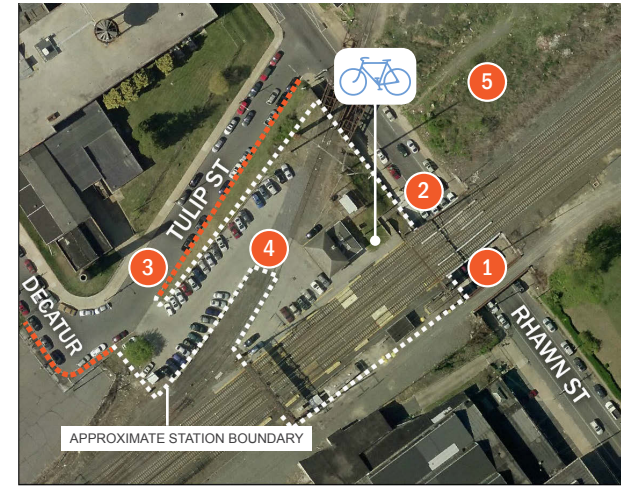 5
2
TULIP ST
4
3
1
DECATUR
RHAWN ST
APPROXIMATE STATION BOUNDARY